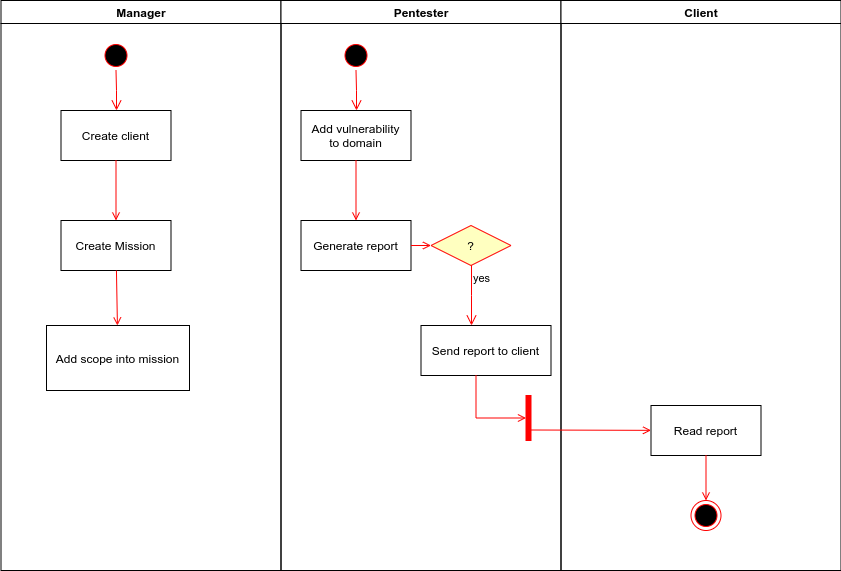 Manager
Pentester
Client
Create client
Add vulnerability
to domain
Create Mission
Generate report
?
yes
Add scope into mission
Send report to client
Read report